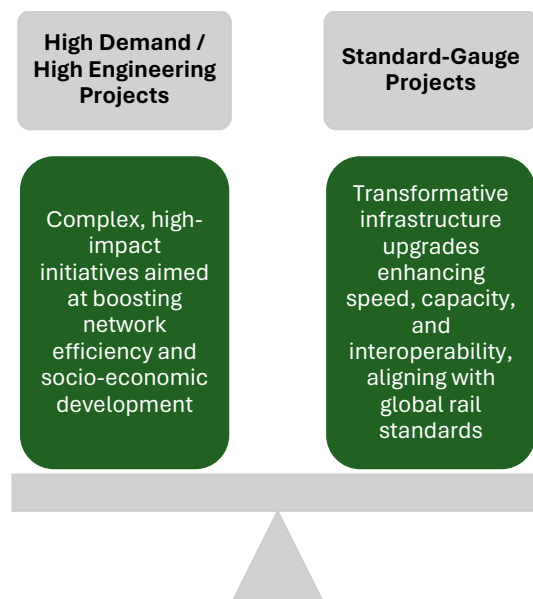 High Demand /
High Engineering
Projects
Standard-Gauge
Projects
Complex, high-
impact
initiatives aimed
at boosting
network
efficiency and
socio-economic
development
Transformative
infrastructure
upgrades
enhancing
speed, capacity,
and
interoperability,
aligning with
global rail
standards